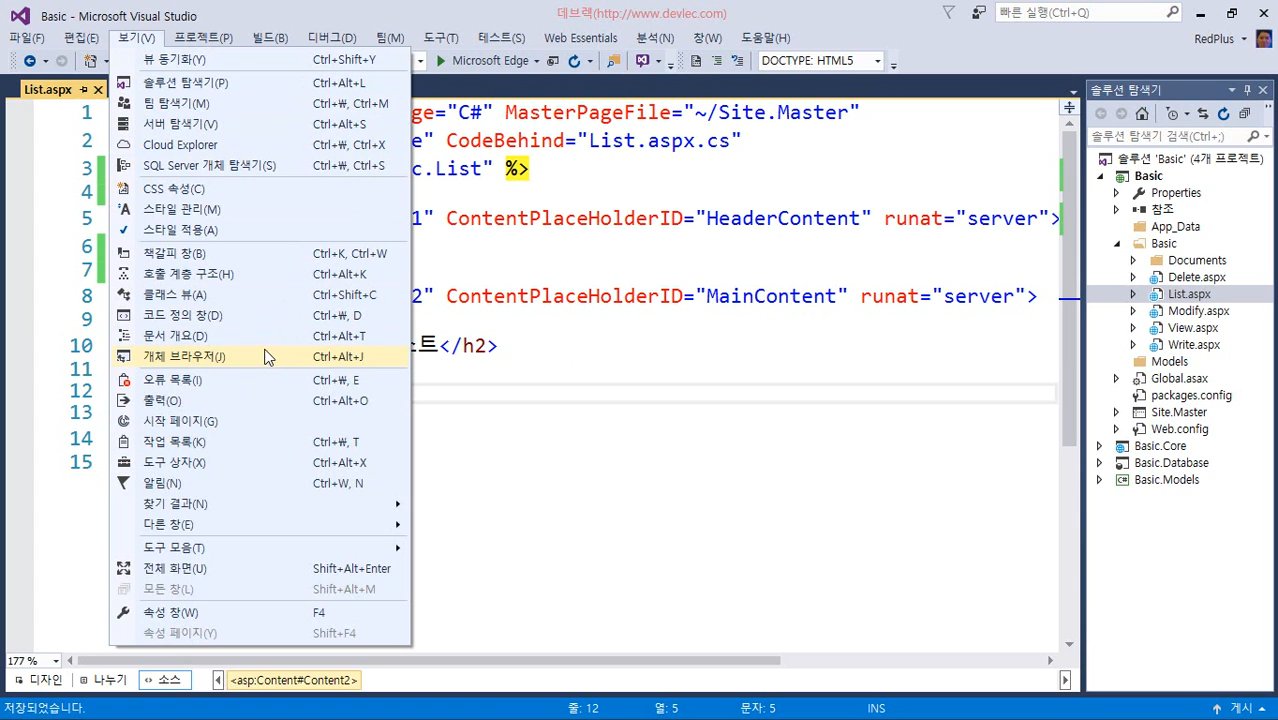 Basic - Microsoft Visual Studio
데브렉(http://www.devlec.com)
빠른 실행(Ctrl+Q)
파일(F) 편집(E) 보기(V) 프로젝트(P) 빌드(B) 디버그(D) 팀(M) 도구(T) 테스트(S) Web Essentials 분석(N) 창(W) 도움말(H)
RedPlus
Microsoft Edge
DOCTYPE: HTML5
List.aspx
뷰 동기화(Y) Ctrl+Shift+Y
솔루션 탐색기(P) Ctrl+Alt+L
팀 탐색기(M) Ctrl+₩, Ctrl+M
서버 탐색기(V) Ctrl+Alt+S
Cloud Explorer Ctrl+₩, Ctrl+X
SQL Server 개체 탐색기(S) Ctrl+₩, Ctrl+S
CSS 속성(C)
스타일 관리(M)
스타일 적용(A)
책갈피 창(B) Ctrl+K, Ctrl+W
호출 계층 구조(H) Ctrl+Alt+K
클래스 뷰(A) Ctrl+Shift+C
코드 정의 창(D) Ctrl+₩, D
문서 개요(D) Ctrl+Alt+T
개체 브라우저(J) Ctrl+Alt+J
오류 목록(I) Ctrl+₩, E
출력(O) Ctrl+Alt+O
시작 페이지(G)
작업 목록(K) Ctrl+₩, T
도구 상자(X) Ctrl+Alt+X
알림(N) Ctrl+W, N
찾기 결과(N)
다른 창(E)
도구 모음(T)
전체 화면(U) Shift+Alt+Enter
모든 창(L) Shift+Alt+M
속성 창(W) F4
속성 페이지(Y) Shift+F4
1 ge="C#" MasterPageFile="~/Site.Master"
2 e" CodeBehind="List.aspx.cs"
3 c.List" %>
4
5 1" ContentPlaceHolderID="HeaderContent" runat="server">
6
7
8 2" ContentPlaceHolderID="MainContent" runat="server">
9
10 스트</h2>
11
12
13
14
15
솔루션 탐색기
솔루션 탐색기 검색(Ctrl+;)
솔루션 'Basic' (4개 프로젝트)
Basic
Properties
참조
App_Data
Basic
Documents
Delete.aspx
List.aspx
Modify.aspx
View.aspx
Write.aspx
Models
Global.asax
packages.config
Site.Master
Web.config
Basic.Core
Basic.Database
Basic.Models
177 %
디자인 나누기 소스 <asp:Content#Content2>
저장되었습니다. 줄: 12 열: 5 문자: 5 INS 게시